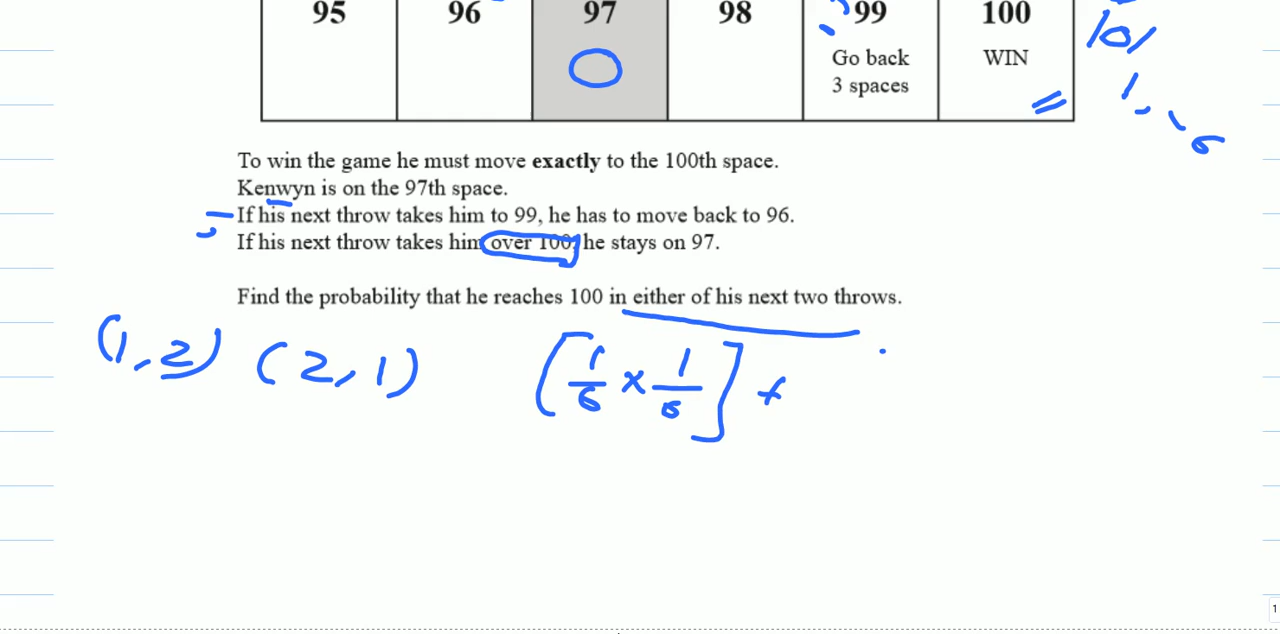 95 96 97 98 99 100
Go back WIN
3 spaces
101
1, 6
To win the game he must move exactly to the 100th space.
Kenwyn is on the 97th space.
If his next throw takes him to 99, he has to move back to 96.
If his next throw takes him over 100, he stays on 97.
Find the probability that he reaches 100 in either of his next two throws.
(1, 2) (2, 1) [1/6 × 1/6] +
1